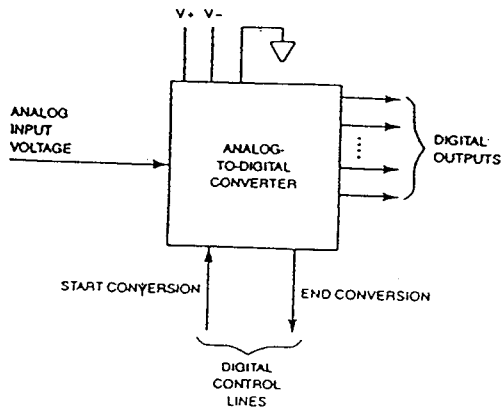 V+ V-
ANALOG
INPUT
VOLTAGE
ANALOG-
TO-DIGITAL
CONVERTER
DIGITAL
OUTPUTS
START CONVERSION
END CONVERSION
DIGITAL
CONTROL
LINES